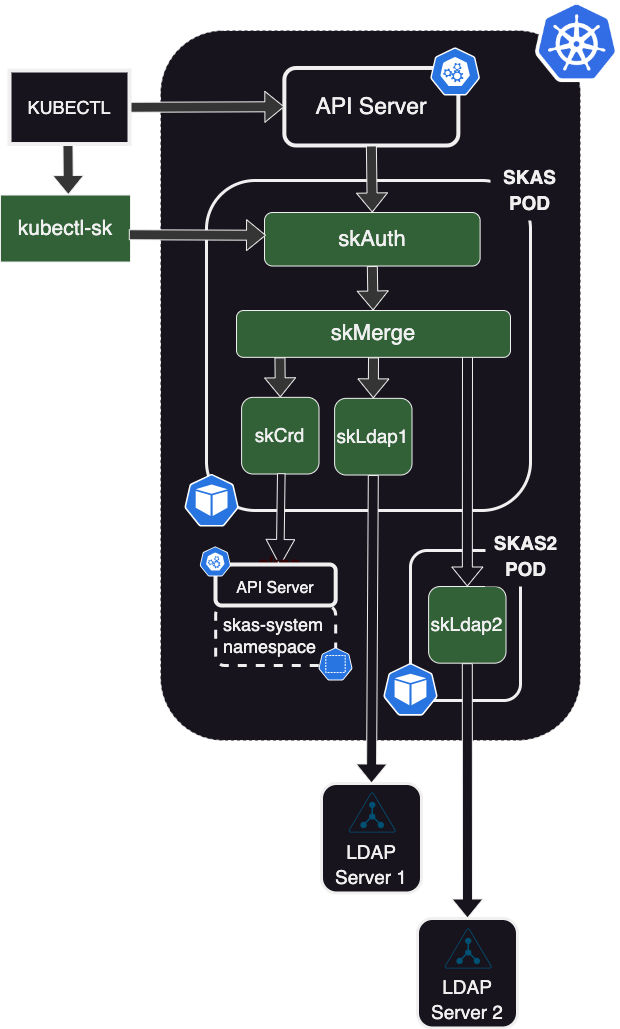 KUBECTL
API Server
SKAS
POD
kubectl-sk
skAuth
skMerge
skCrd
skLdap1
SKAS2
POD
API Server
skas-system
namespace
skLdap2
LDAP
Server 1
LDAP
Server 2